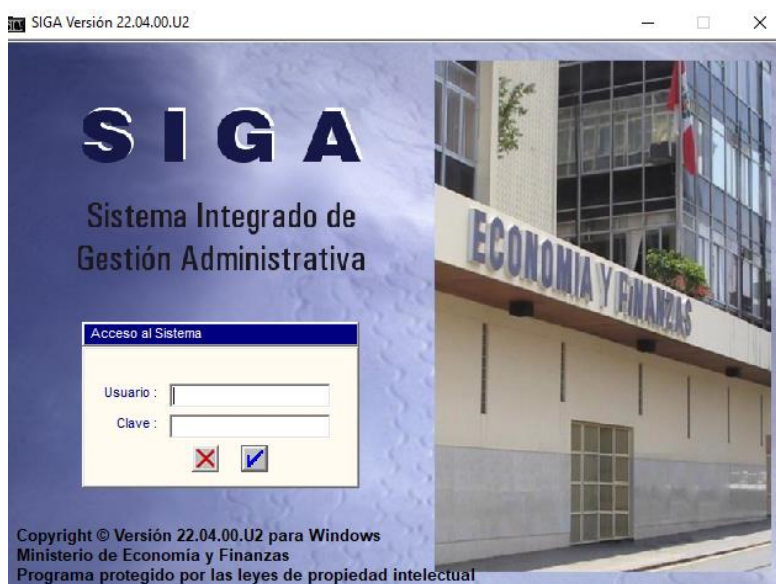 SIGA Versión 22.04.00.U2
SIGA
Sistema Integrado de
Gestión Administrativa
ECONOMIA Y FINANZAS
Acceso al Sistema
Usuario :
Clave :
Copyright © Versión 22.04.00.U2 para Windows
Ministerio de Economía y Finanzas
Programa protegido por las leyes de propiedad intelectual